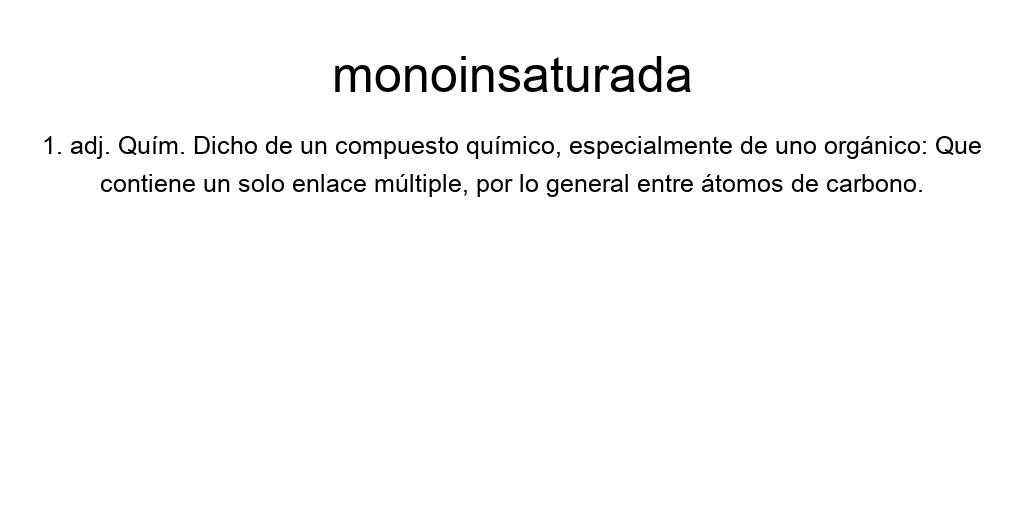 monoinsaturada
1. adj. Quím. Dicho de un compuesto químico, especialmente de uno orgánico: Que
contiene un solo enlace múltiple, por lo general entre átomos de carbono.